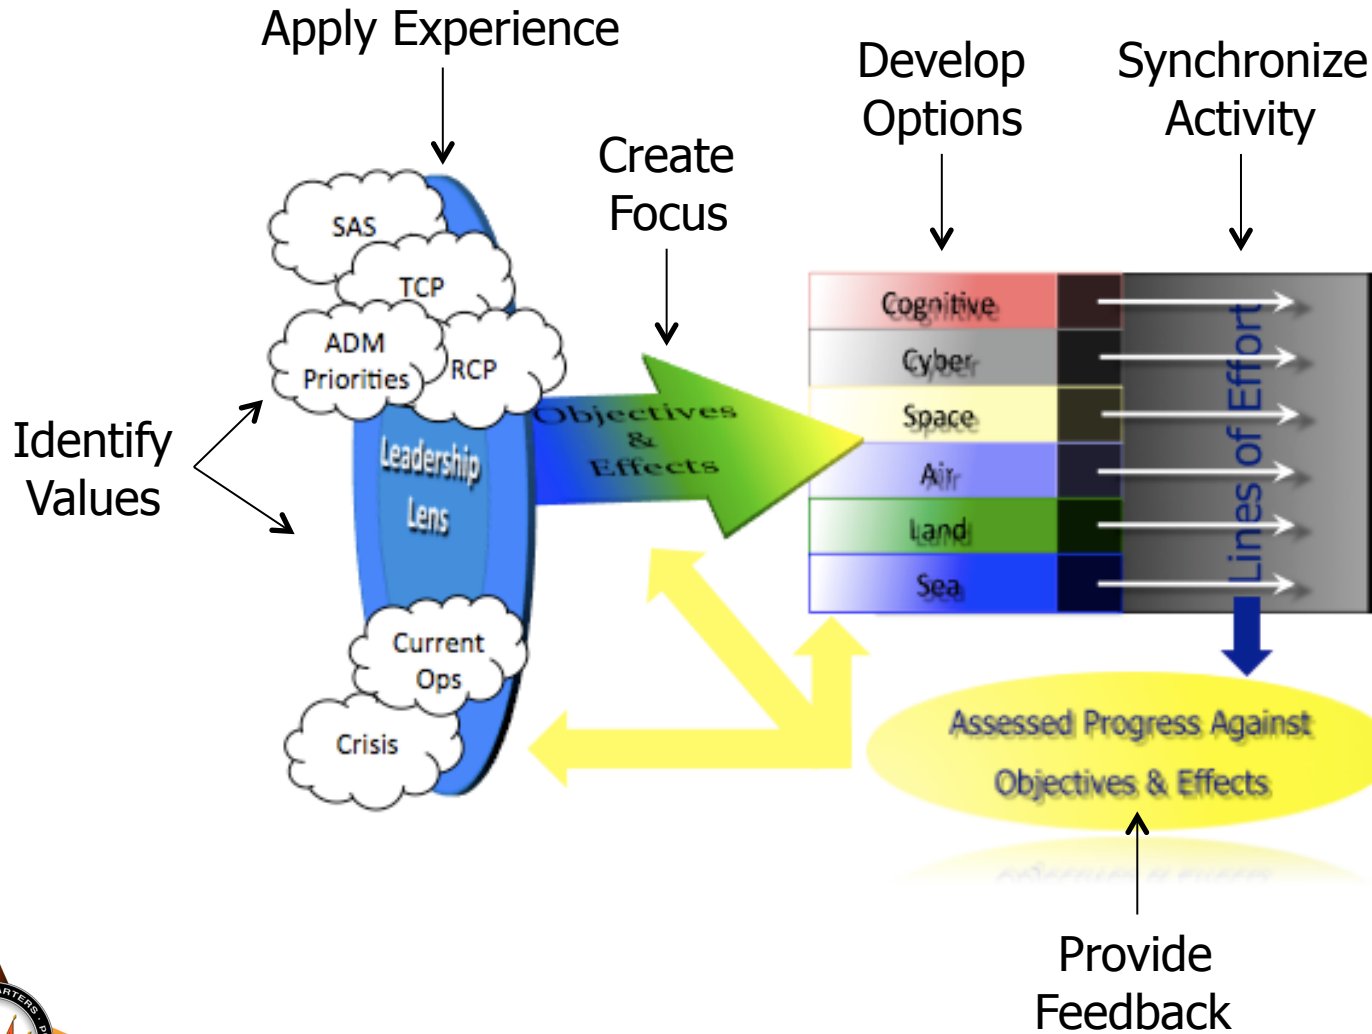 Apply Experience
Develop
Options
Synchronize
Activity
Create
Focus
SAS
TCP
ADM
Priorities
RCP
Identify
Values
Leadership
Lens
Objectives
&
Effects
Cognitive
Cyber
Space
Air
Land
Sea
Lines of Effort
Current
Ops
Crisis
Assessed Progress Against
Objectives & Effects
Provide
Feedback